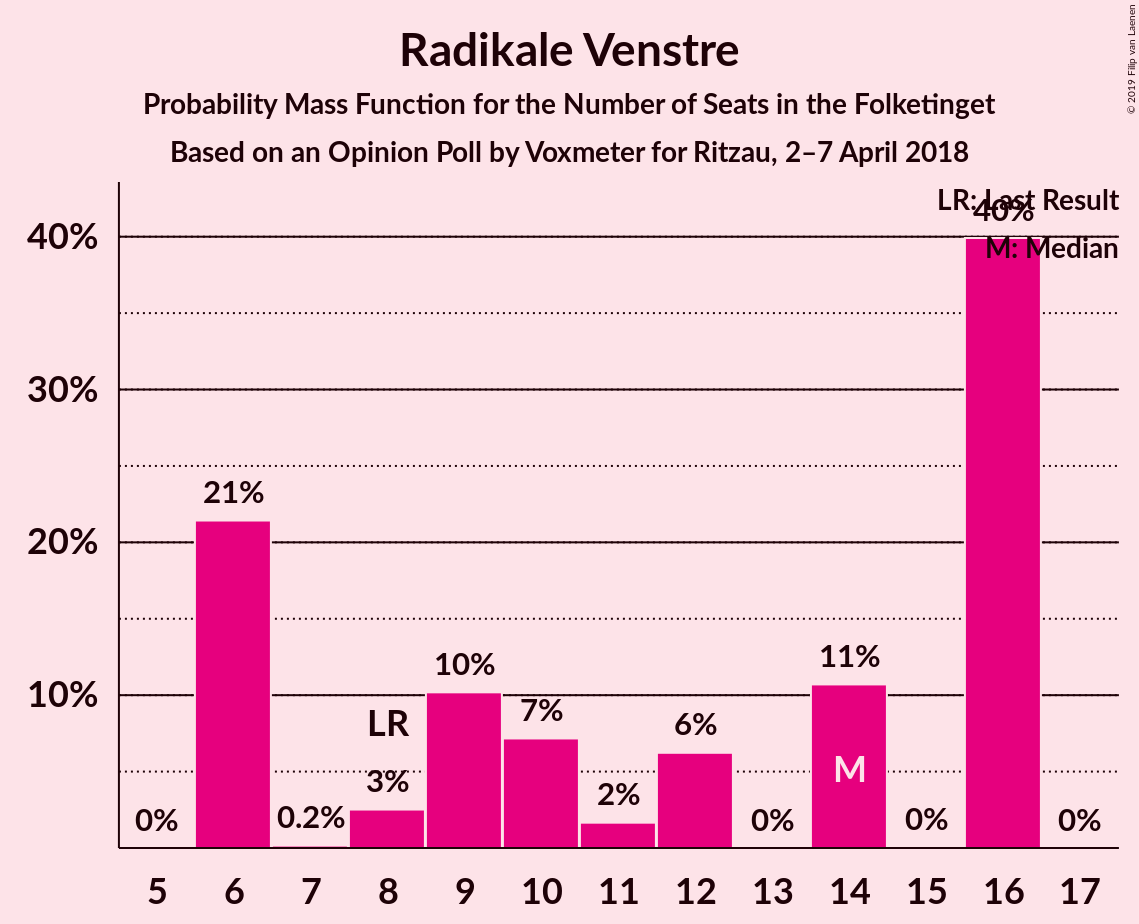 Radikale Venstre
Probability Mass Function for the Number of Seats in the Folketinget
Based on an Opinion Poll by Voxmeter for Ritzau, 2–7 April 2018
© 2019 Filip van Laenen
LR: Last Result
M: Median
40%
30%
20%
10%
0%
21%
0.2%
3%
LR
10%
7%
2%
6%
0%
11%
M
0%
40%
0%
5 6 7 8 9 10 11 12 13 14 15 16 17